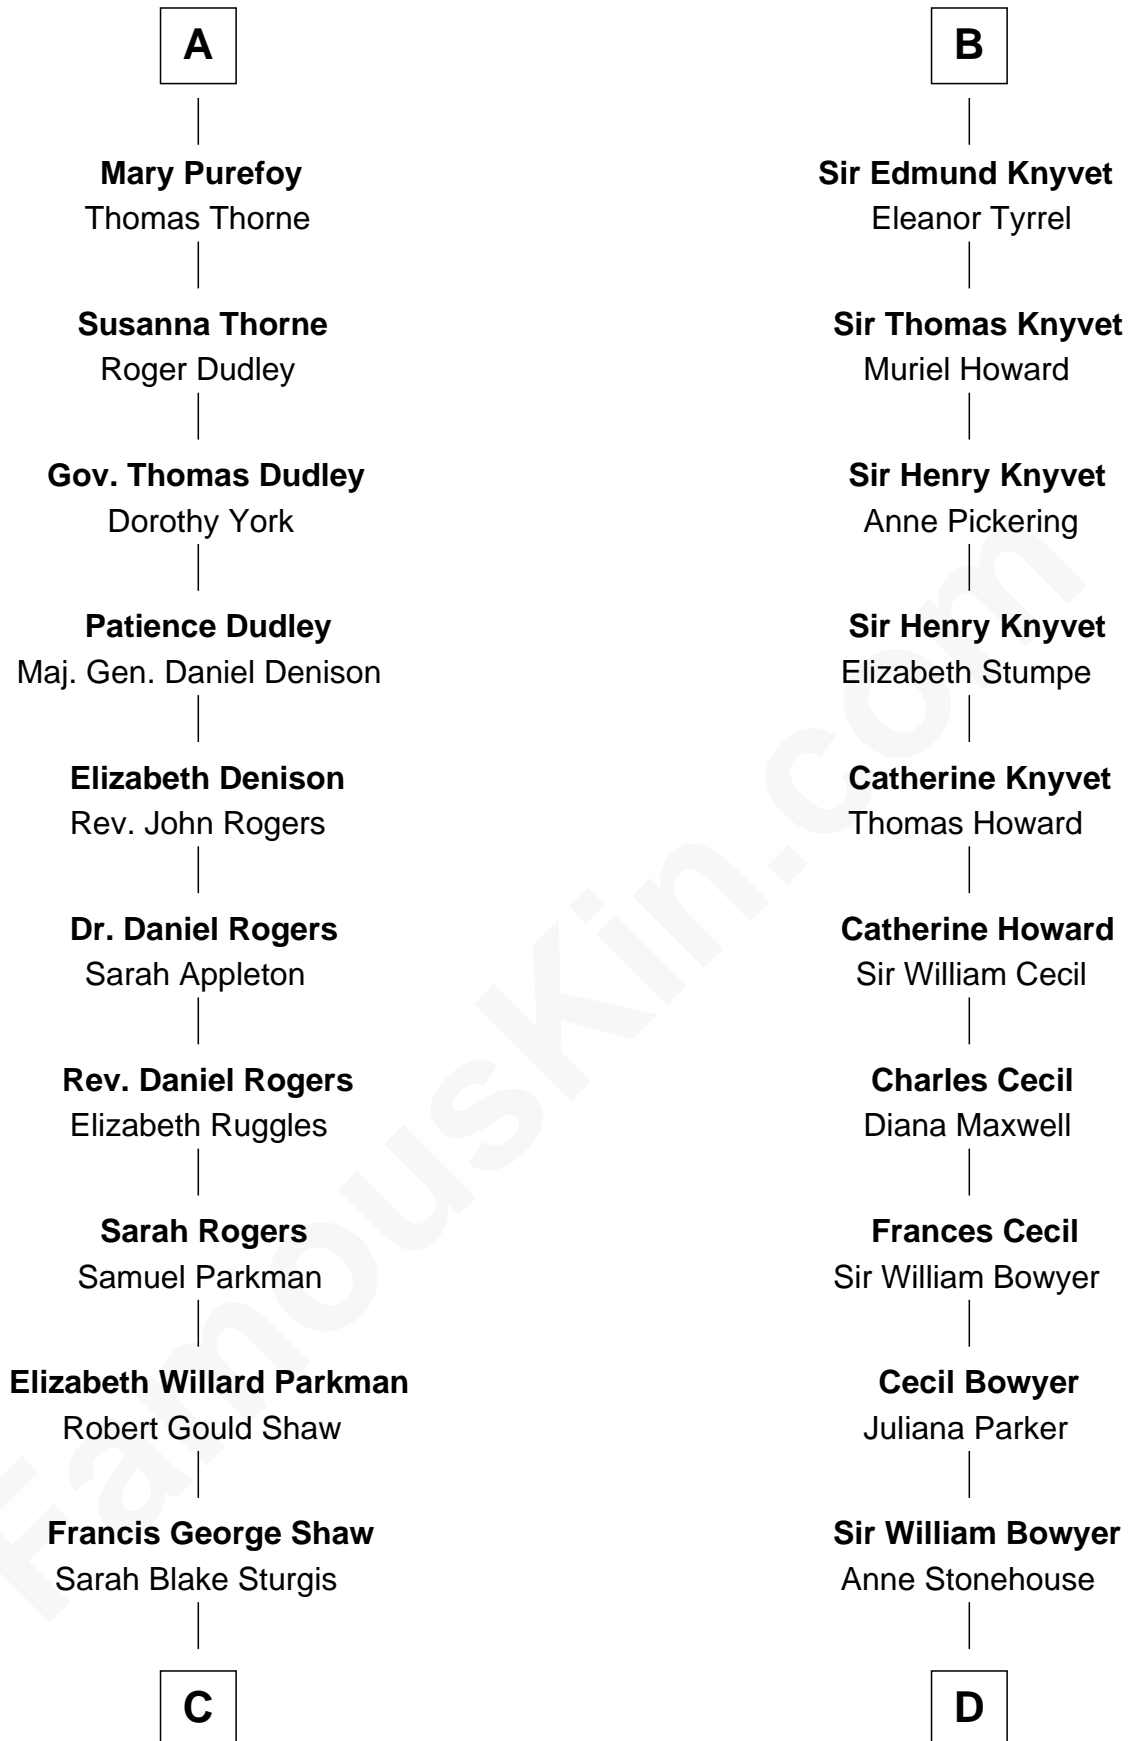 A
Mary Purefoy
Thomas Thorne
Susanna Thorne
Roger Dudley
Gov. Thomas Dudley
Dorothy York
Patience Dudley
Maj. Gen. Daniel Denison
Elizabeth Denison
Rev. John Rogers
Dr. Daniel Rogers
Sarah Appleton
Rev. Daniel Rogers
Elizabeth Ruggles
Sarah Rogers
Samuel Parkman
Elizabeth Willard Parkman
Robert Gould Shaw
Francis George Shaw
Sarah Blake Sturgis
C
B
Sir Edmund Knyvet
Eleanor Tyrrel
Sir Thomas Knyvet
Muriel Howard
Sir Henry Knyvet
Anne Pickering
Sir Henry Knyvet
Elizabeth Stumpe
Catherine Knyvet
Thomas Howard
Catherine Howard
Sir William Cecil
Charles Cecil
Diana Maxwell
Frances Cecil
Sir William Bowyer
Cecil Bowyer
Juliana Parker
Sir William Bowyer
Anne Stonehouse
D
FamousKin.com